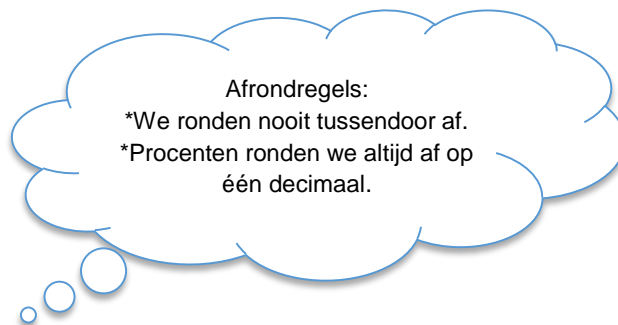 Afrondregels:
*We ronden nooit tussendoor af.
*Procenten ronden we altijd af op
één decimaal.